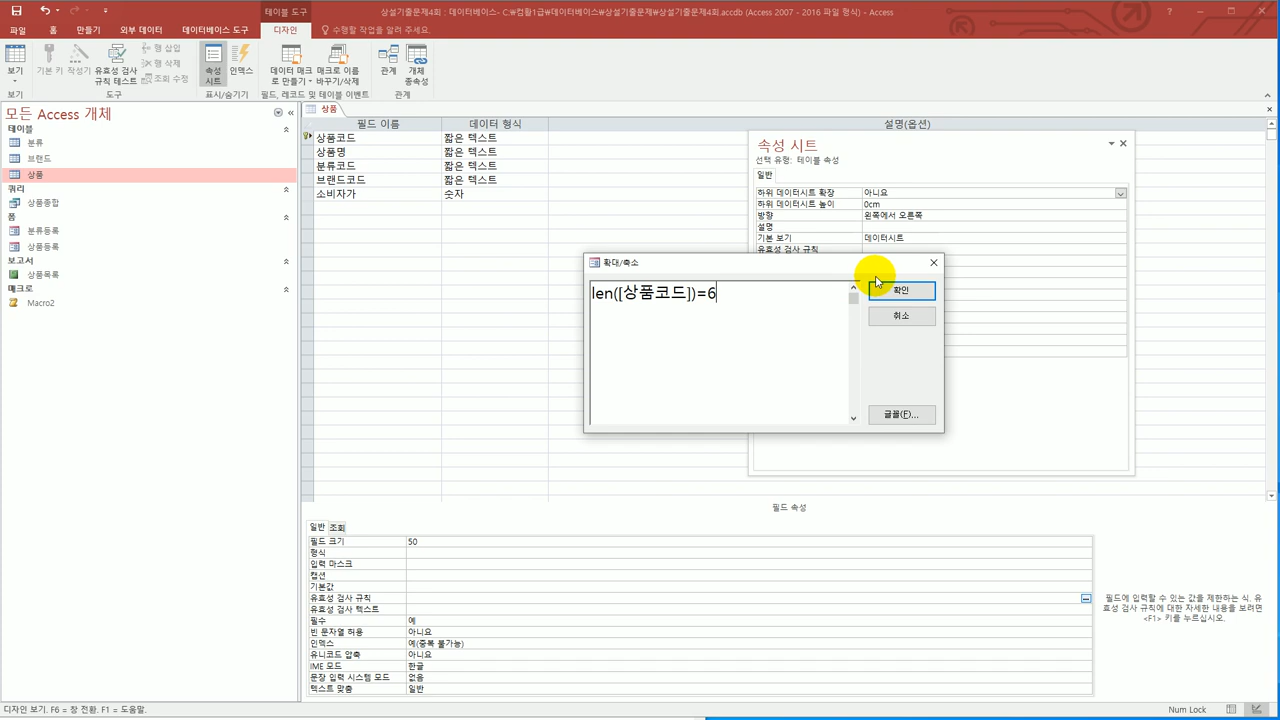 테이블 도구
상설기출문제4회 : 데이터베이스- C:₩컴활1급₩데이터베이스₩상설기출문제₩상설기출문제4회.accdb (Access 2007 - 2016 파일 형식) - Access
파일 홈 만들기 외부 데이터 데이터베이스 도구 디자인 수행할 작업을 알려 주세요.
보기 기본 키 작성기 유효성 검사 규칙 테스트 행 삽입 행 삭제 조회 수정 속성 시트 인덱스 데이터 매크로 만들기 매크로 이름 바꾸기/삭제 관계 개체 종속성
보기 도구 표시/숨기기 필드, 레코드 및 테이블 이벤트 관계
모든 Access 개체
테이블
분류
브랜드
상품
쿼리
상품종합
폼
분류등록
상품등록
보고서
상품목록
매크로
Macro2
상품
필드 이름 데이터 형식 설명(옵션)
상품코드 짧은 텍스트
상품명 짧은 텍스트
분류코드 짧은 텍스트
브랜드코드 짧은 텍스트
소비자가 숫자
속성 시트
선택 유형: 테이블 속성
일반
하위 데이터시트 확장 아니요
하위 데이터시트 높이 0cm
방향 왼쪽에서 오른쪽
설명
기본 보기 데이터시트
유효성 검사 규칙
확대/축소
len([상품코드])=6
확인
취소
글꼴(F)...
필드 속성
일반 조회
필드 크기 50
형식
입력 마스크
캡션
기본값
유효성 검사 규칙
유효성 검사 텍스트
필수 예
빈 문자열 허용 아니요
인덱스 예(중복 불가능)
유니코드 압축 아니요
IME 모드 한글
문장 입력 시스템 모드 없음
텍스트 맞춤 일반
필드에 입력할 수 있는 값을 제한하는 식. 유
효성 검사 규칙에 대한 자세한 내용을 보려면
<F1> 키를 누르십시오.
디자인 보기. F6 = 창 전환. F1 = 도움말.
Num Lock